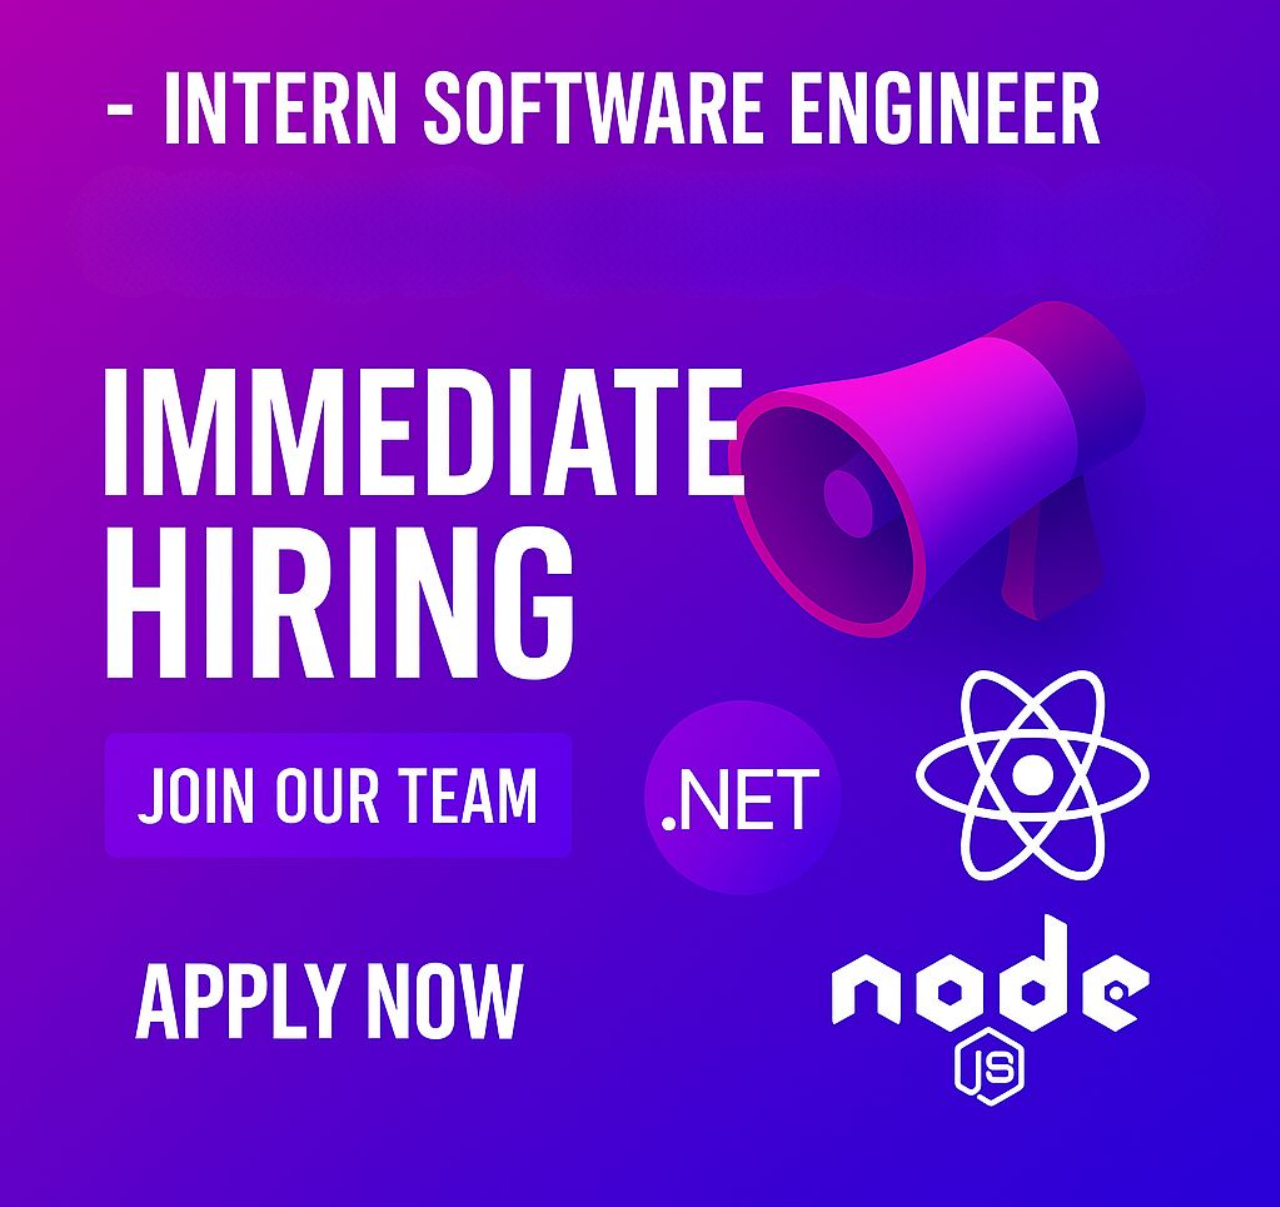 - INTERN SOFTWARE ENGINEER
IMMEDIATE
HIRING
JOIN OUR TEAM
.NET
APPLY NOW
node
JS